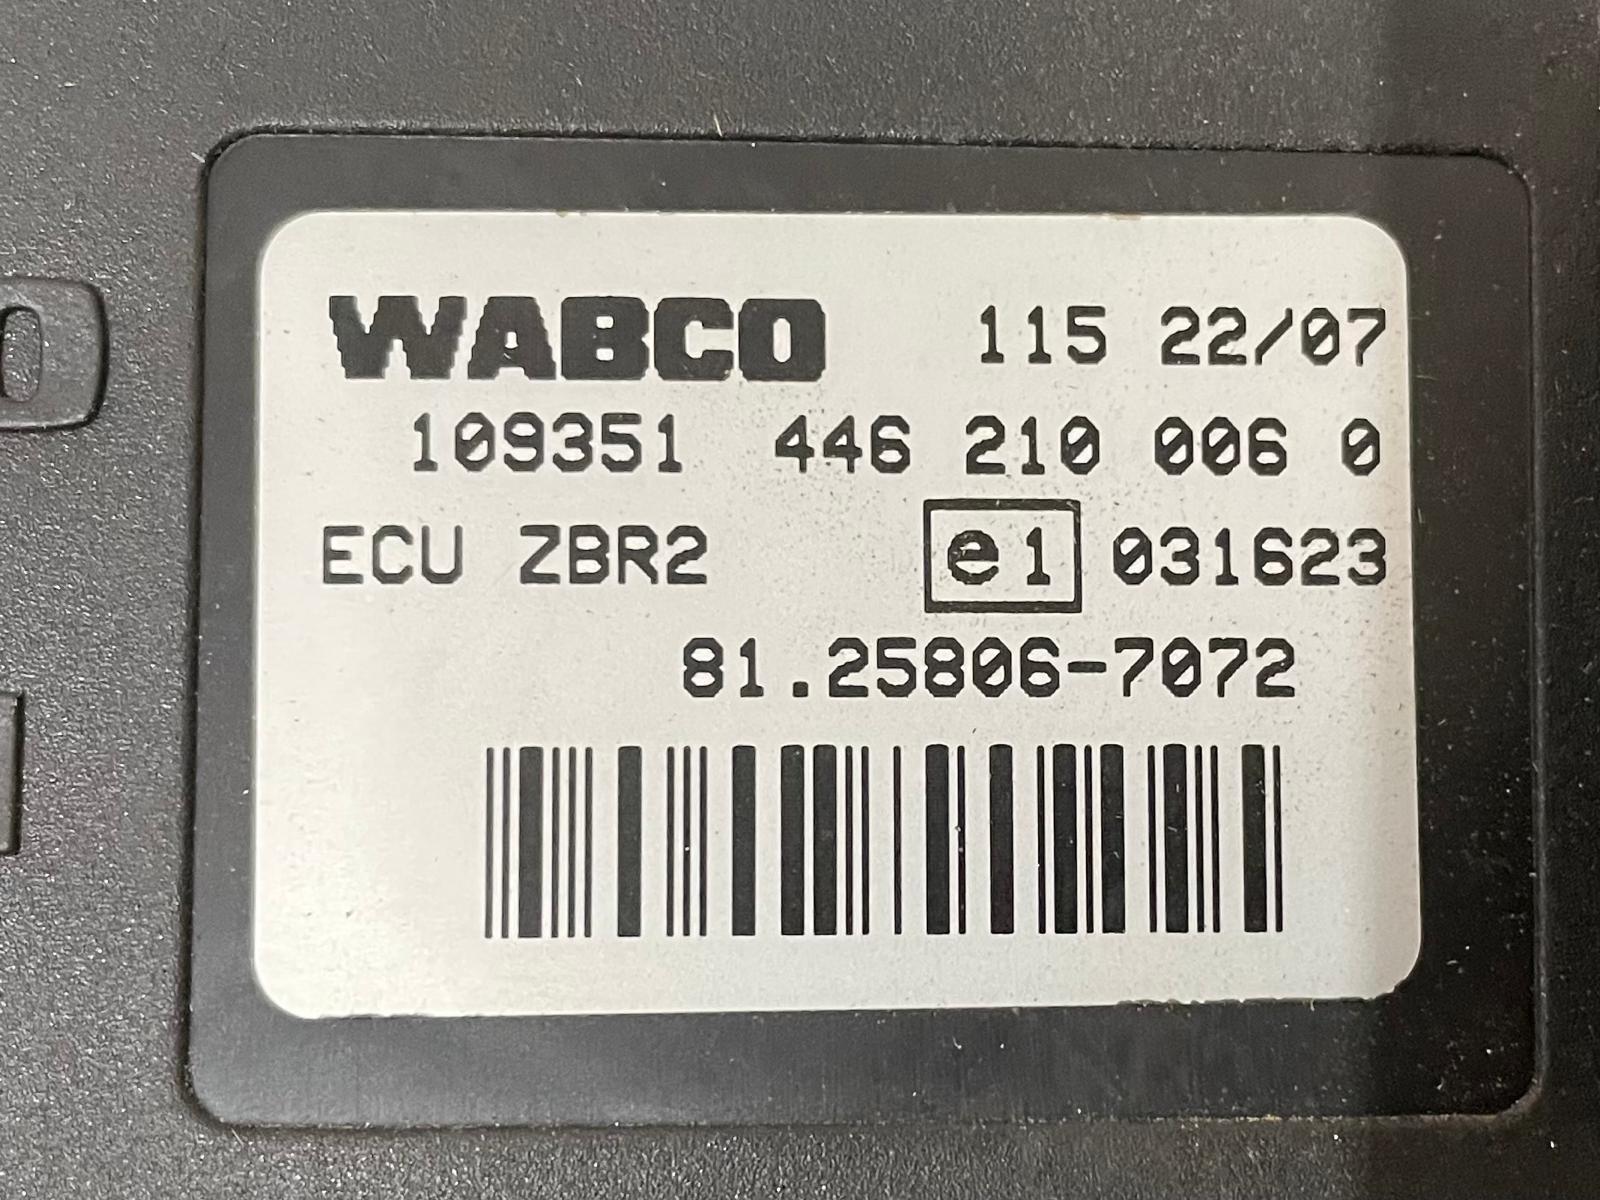 WABCO 115 22/07
109351 446 210 006 0
ECU ZBR2 e1 031623
81.25806-7072